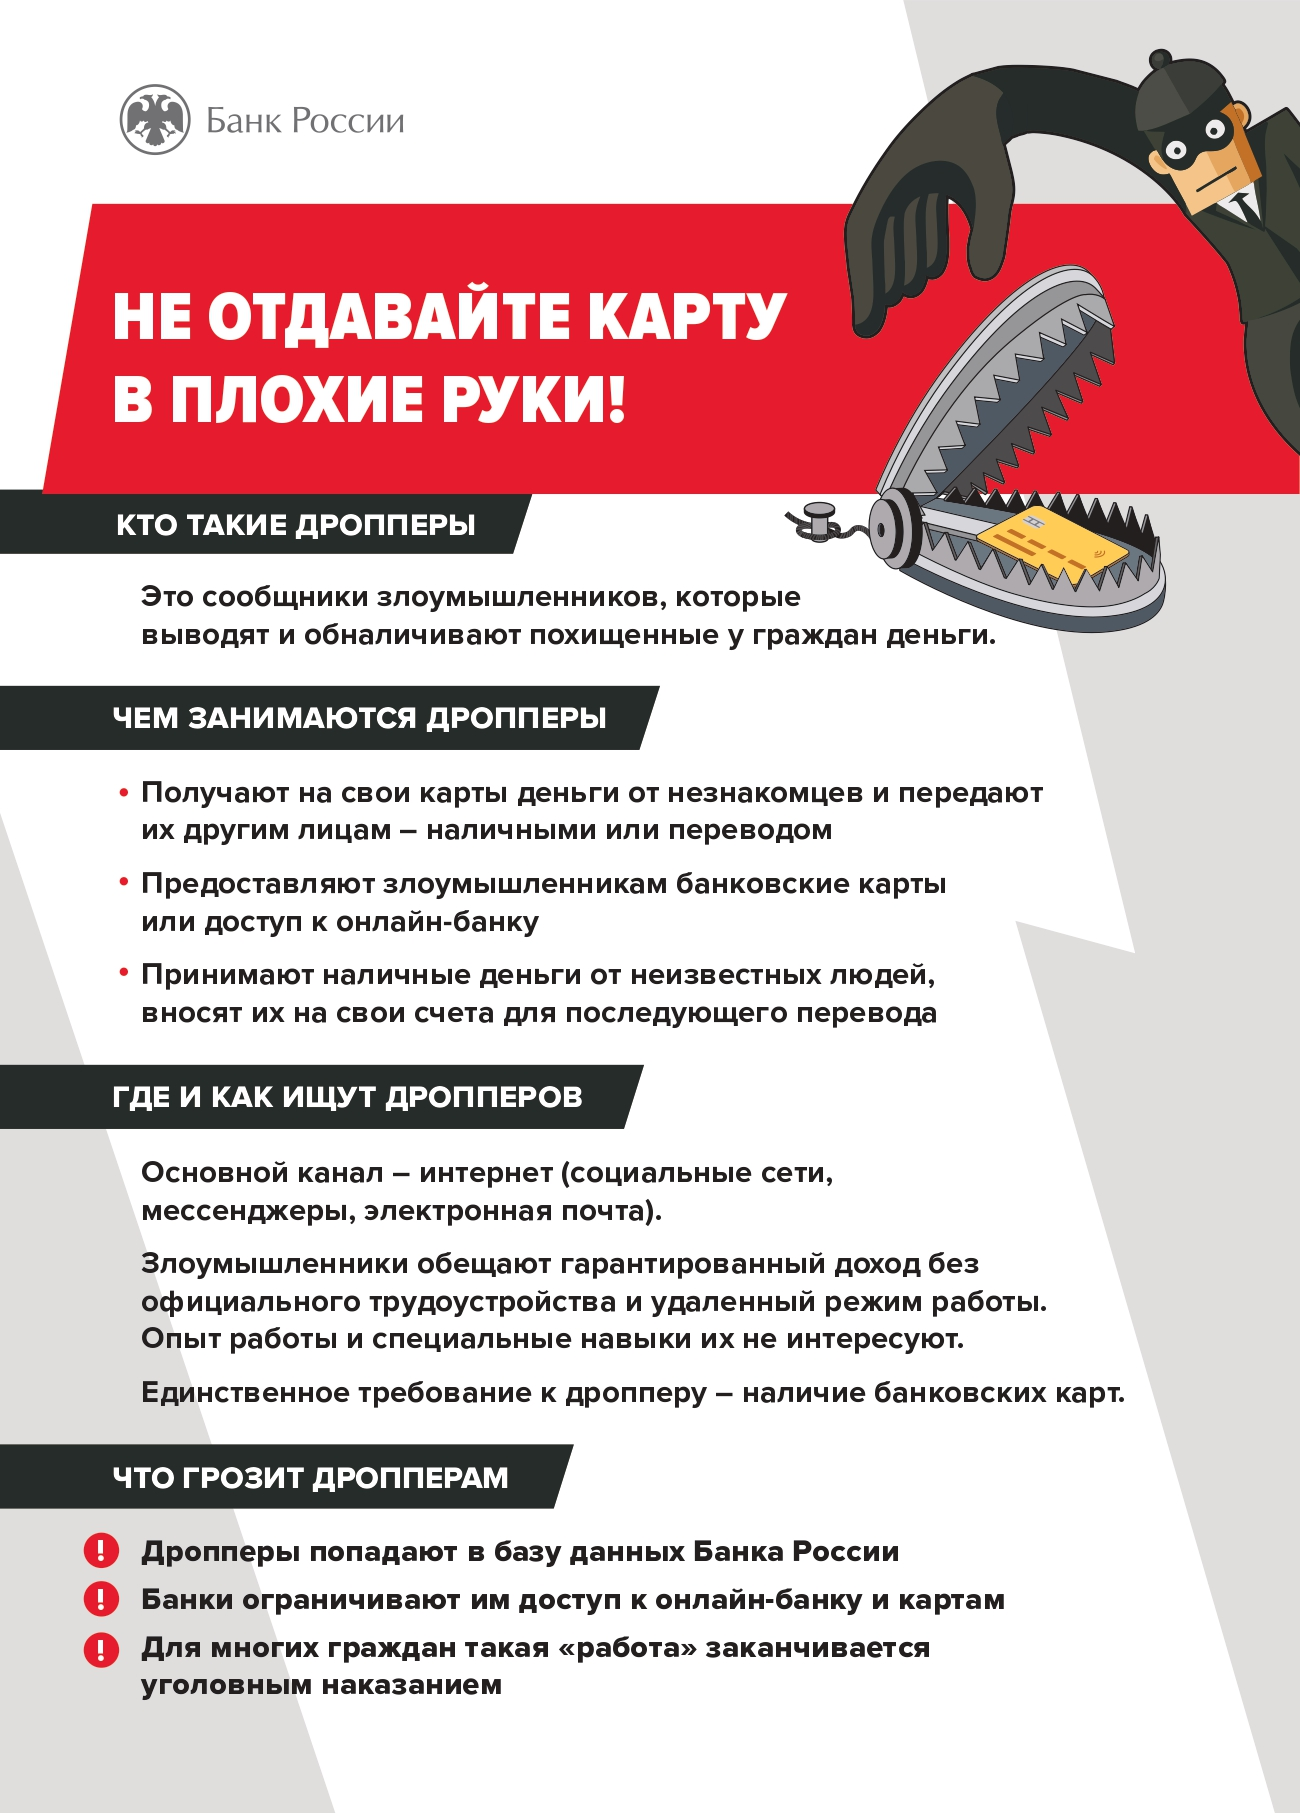 Банк России
НЕ ОТДАВАЙТЕ КАРТУ
В ПЛОХИЕ РУКИ!
КТО ТАКИЕ ДРОППЕРЫ
Это сообщники злоумышленников, которые
выводят и обналичивают похищенные у граждан деньги.
ЧЕМ ЗАНИМАЮТСЯ ДРОППЕРЫ
• Получают на свои карты деньги от незнакомцев и передают
их другим лицам – наличными или переводом
• Предоставляют злоумышленникам банковские карты
или доступ к онлайн-банку
• Принимают наличные деньги от неизвестных людей,
вносят их на свои счета для последующего перевода
ГДЕ И КАК ИЩУТ ДРОППЕРОВ
Основной канал – интернет (социальные сети,
мессенджеры, электронная почта).
Злоумышленники обещают гарантированный доход без
официального трудоустройства и удаленный режим работы.
Опыт работы и специальные навыки их не интересуют.
Единственное требование к дропперу – наличие банковских карт.
ЧТО ГРОЗИТ ДРОППЕРАМ
! Дропперы попадают в базу данных Банка России
! Банки ограничивают им доступ к онлайн-банку и картам
! Для многих граждан такая «работа» заканчивается
уголовным наказанием